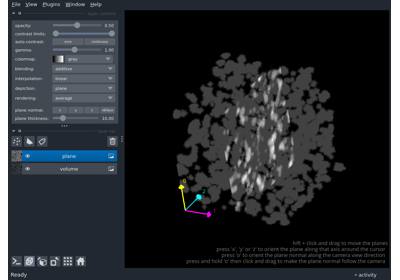 File View Plugins Window Help
opacity: 0.50
contrast limits:
auto-contrast: once continuous
gamma: 1.00
colormap: gray
blending: additive
interpolation: linear
depiction: plane
rendering: average
plane normal: x y z oblique
plane thickness: 10.00
plane
volume
hift + click and drag to move the planes
press 'x', 'y' or 'z' to orient the plane along that axis around the cursor
press 'o' to orient the plane normal along the camera view direction
press and hold 'o' then click and drag to make the plane normal follow the camera
Ready
activity